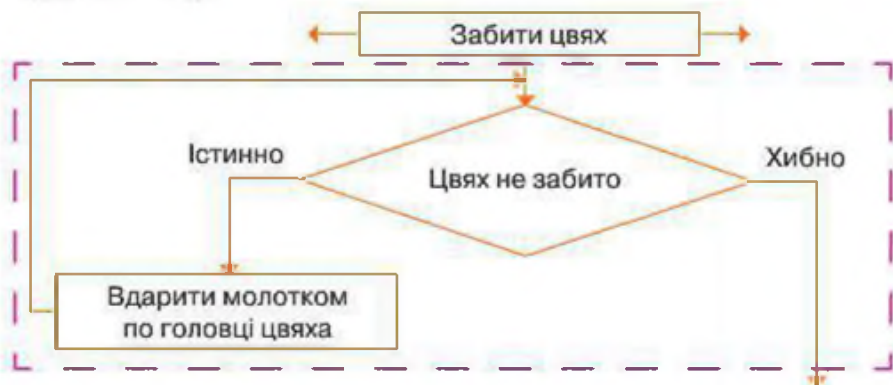 Забити цвях
Істинно
Цвях не забито
Хибно
Вдарити молотком
по головці цвяха